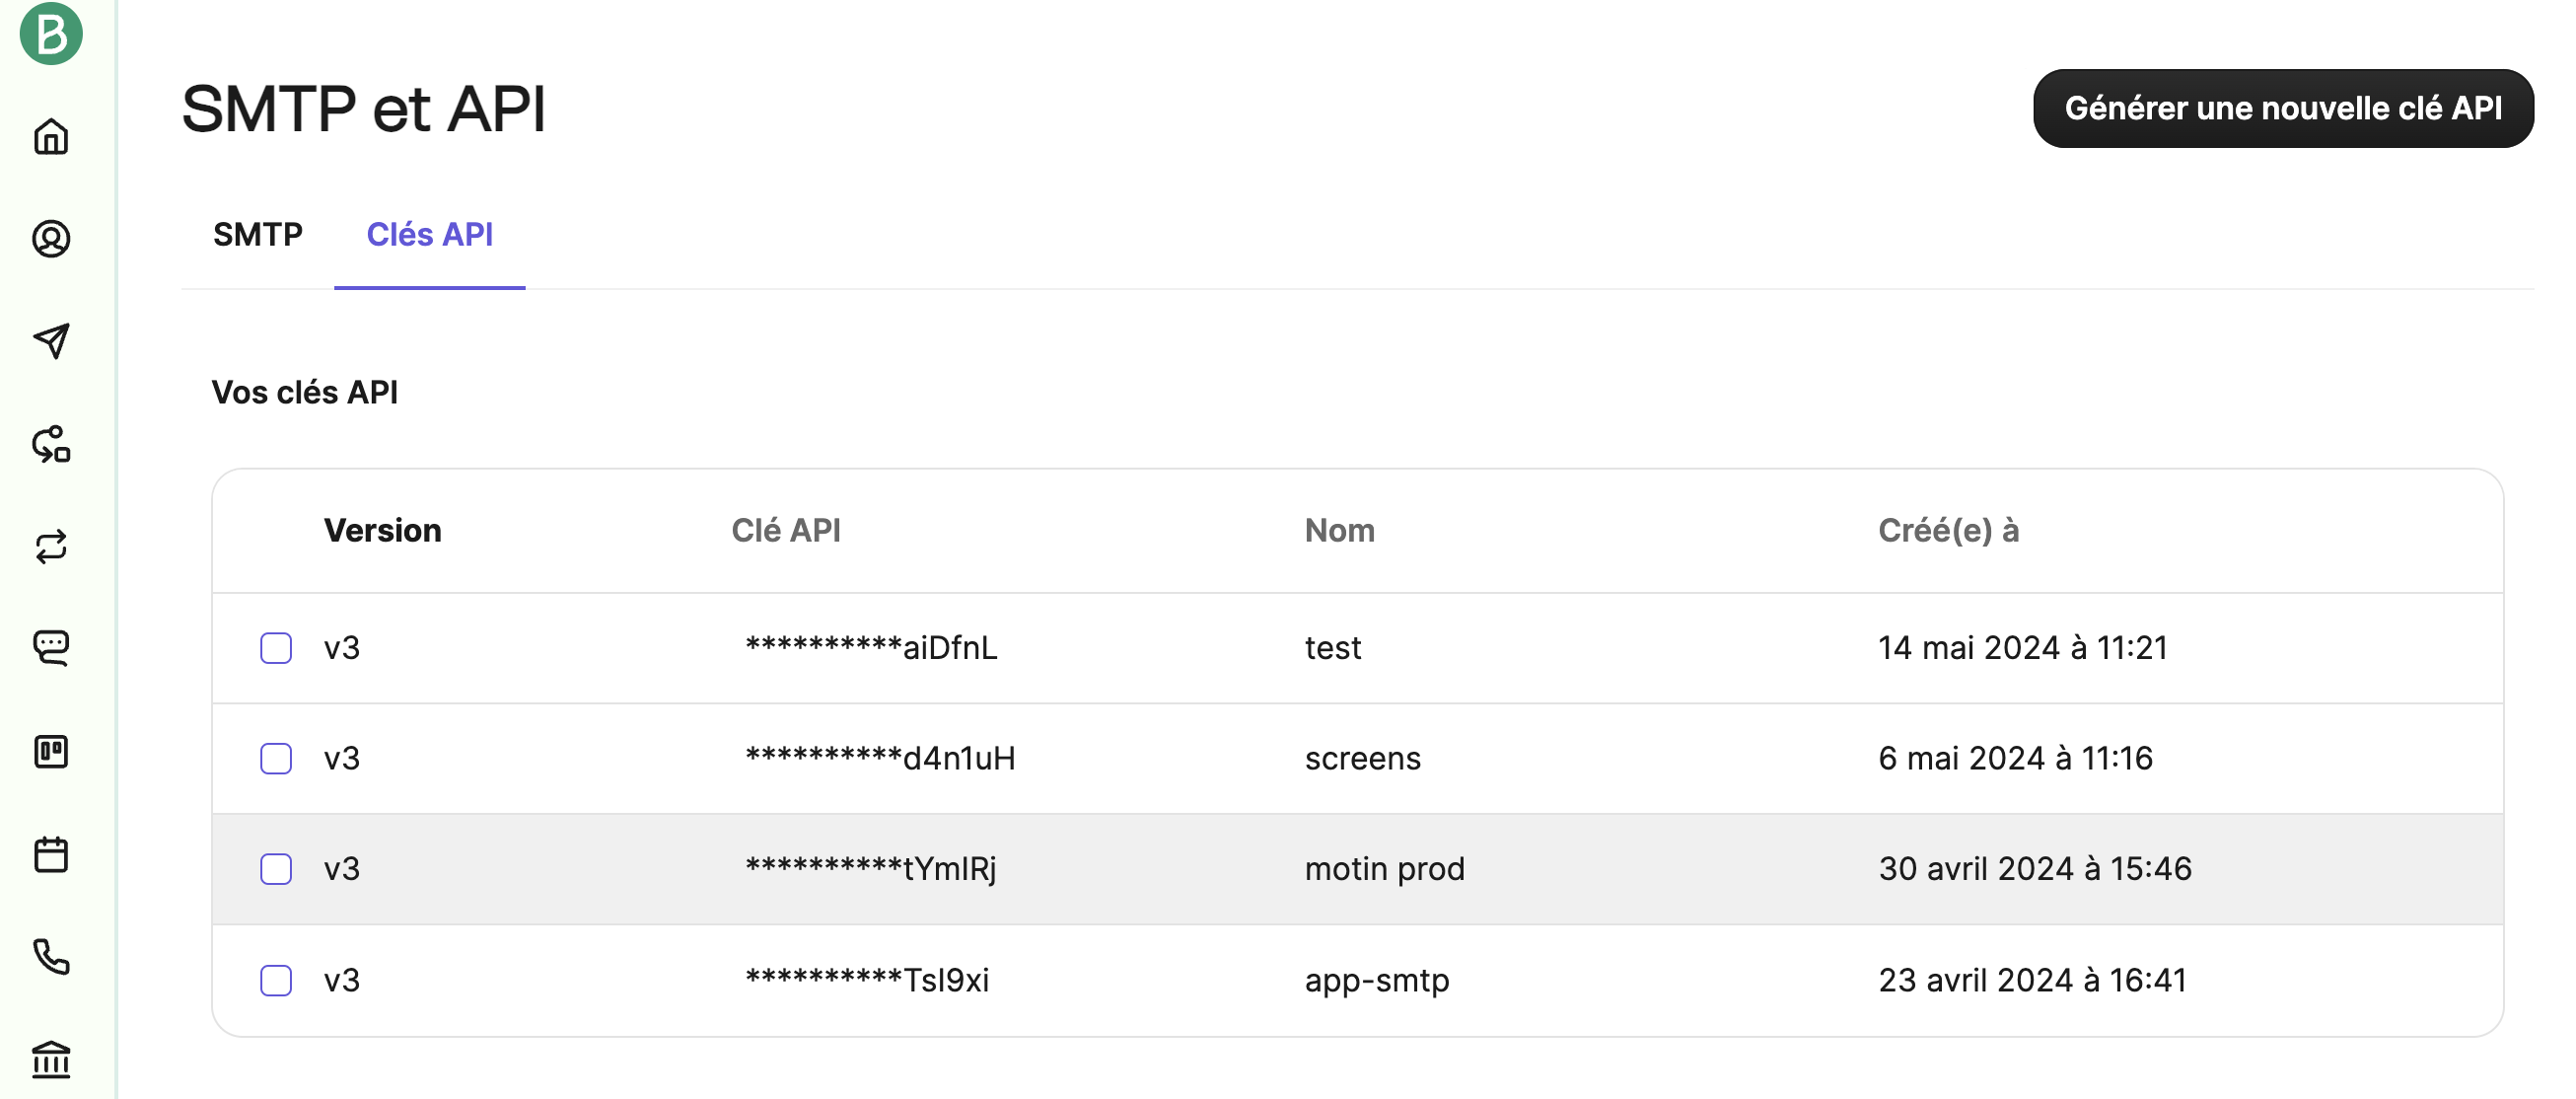 B
SMTP et API
Générer une nouvelle clé API
SMTP
Clés API
Vos clés API
Version Clé API Nom Créé(e) à
v3 **********aiDfnL test 14 mai 2024 à 11:21
v3 **********d4n1uH screens 6 mai 2024 à 11:16
v3 **********tYmIRj motin prod 30 avril 2024 à 15:46
v3 **********TsI9xi app-smtp 23 avril 2024 à 16:41